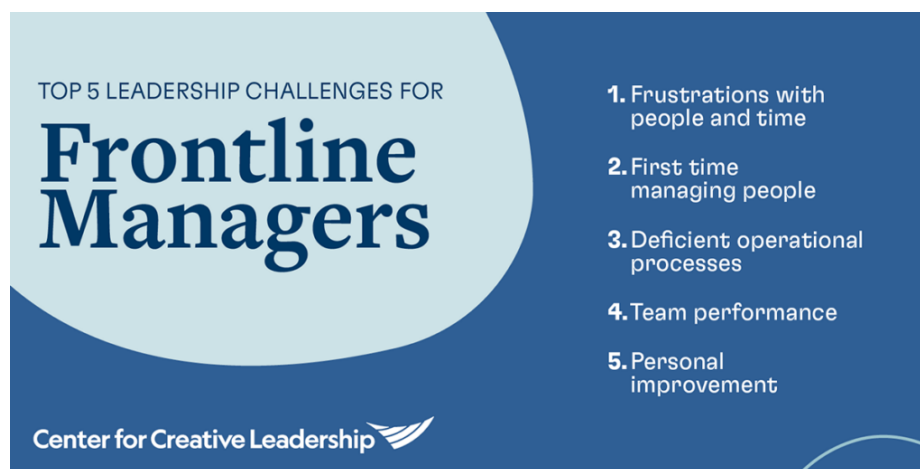 TOP 5 LEADERSHIP CHALLENGES FOR
Frontline
Managers
1. Frustrations with
people and time
2. First time
managing people
3. Deficient operational
processes
4. Team performance
5. Personal
improvement
Center for Creative Leadership